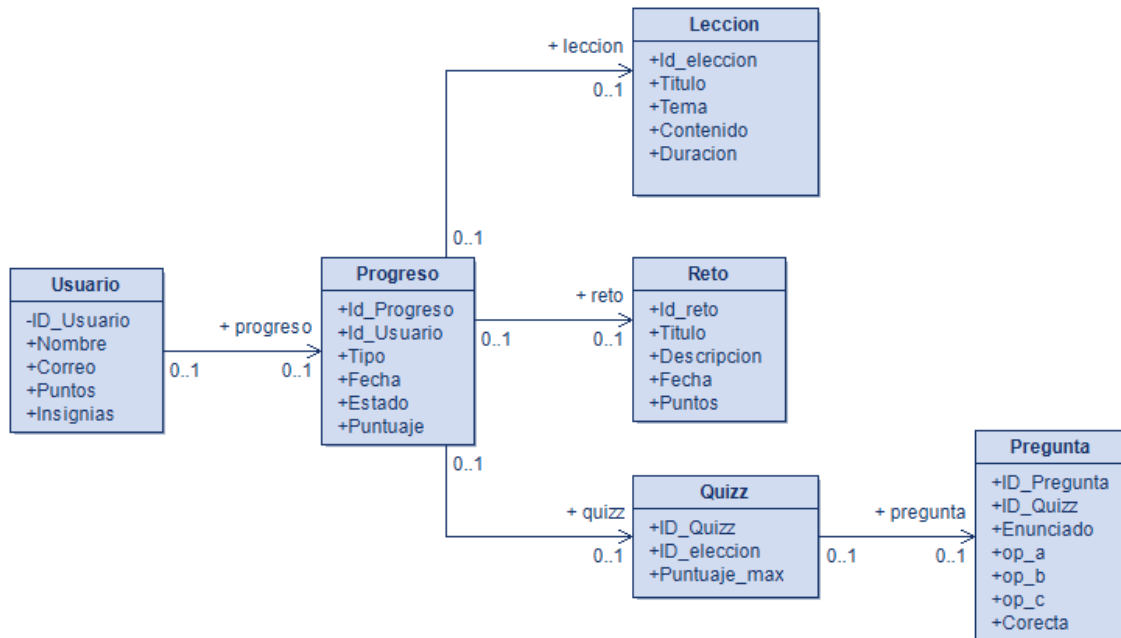 Leccion
+Id_eleccion
+Titulo
+Tema
+Contenido
+Duracion
+ leccion
0..1
0..1
Usuario
-ID_Usuario
+Nombre
+Correo
+Puntos
+Insignias
+ progreso
0..1
0..1
Progreso
+Id_Progreso
+Id_Usuario
+Tipo
+Fecha
+Estado
+Puntuaje
+ reto
0..1
0..1
Reto
+Id_reto
+Titulo
+Descripcion
+Fecha
+Puntos
0..1
+ quizz
0..1
Quizz
+ID_Quizz
+ID_eleccion
+Puntuaje_max
+ pregunta
0..1
0..1
Pregunta
+ID_Pregunta
+ID_Quizz
+Enunciado
+op_a
+op_b
+op_c
+Corecta